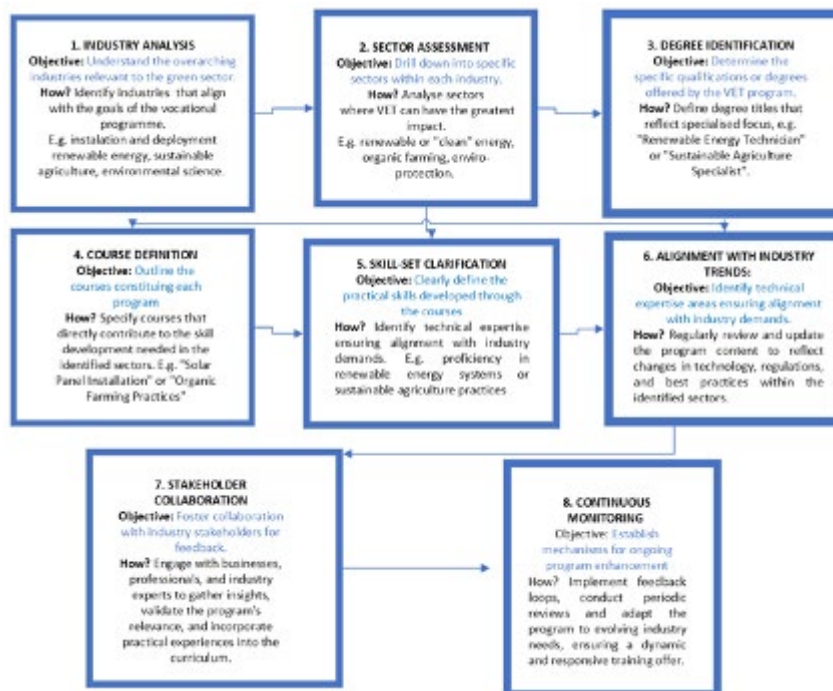 1. INDUSTRY ANALYSIS
Objective: Understand the overarching
industries relevant to the green sector.
How? Identify industries that align
with the goals of the vocational
programme.
E.g. instalation and deployment
renewable energy, sustainable
agriculture, environmental science.
2. SECTOR ASSESSMENT
Objective: Drill down into specific
sectors within each industry.
How? Analyse sectors
where VET can have the greatest
impact.
E.g. renewable or "clean" energy,
organic farming, enviro-
protection.
3. DEGREE IDENTIFICATION
Objective: Determine the
specific qualifications or degrees
offered by the VET program.
How? Define degree titles that
reflect specialised focus, e.g.
"Renewable Energy Technician"
or "Sustainable Agriculture
Specialist".
4. COURSE DEFINITION
Objective: Outline the
courses constituing each
program
How? Specify courses that
directly contribute to the skill
development needed in the
identified sectors. E.g. "Solar
Panel Installation" or "Organic
Farming Practices"
5. SKILL-SET CLARIFICATION
Objective: Clearly define the
practical skills developed through
the courses
How? Identify technical expertise
ensuring alignment with industry
demands. E.g. proficiency in
renewable energy systems or
sustainable agriculture practices
6. ALIGNMENT WITH INDUSTRY
TRENDS:
Objective: Identify technical
expertise areas ensuring alignment
with industry demands.
How? Regularly review and update
the program content to reflect
changes in technology, regulations,
and best practices within the
identified sectors.
7. STAKEHOLDER
COLLABORATION
Objective: Foster collaboration
with industry stakeholders for
feedback.
How? Engage with businesses,
professionals, and industry
experts to gather insights,
validate the program's
relevance, and incorporate
practical experiences into the
curriculum.
8. CONTINUOUS
MONITORING
Objective: Establish
mechanisms for ongoing
program enhancement
How? Implement feedback
loops, conduct periodic
reviews and adapt the
program to evolving industry
needs, ensuring a dynamic
and responsive training offer.